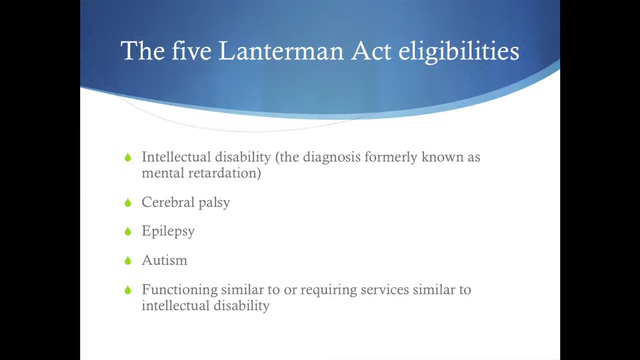 The five Lanterman Act eligibilities
Intellectual disability (the diagnosis formerly known as
mental retardation)
Cerebral palsy
Epilepsy
Autism
Functioning similar to or requiring services similar to
intellectual disability